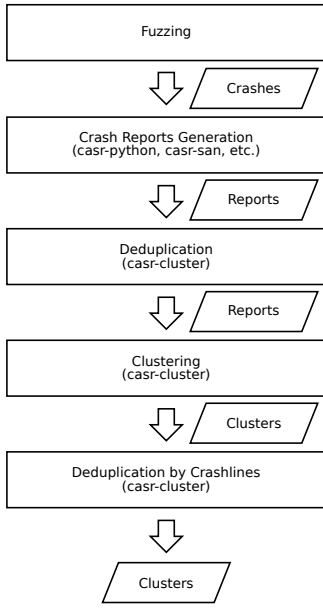 Fuzzing
Crashes
Crash Reports Generation
(casr-python, casr-san, etc.)
Reports
Deduplication
(casr-cluster)
Reports
Clustering
(casr-cluster)
Clusters
Deduplication by Crashlines
(casr-cluster)
Clusters